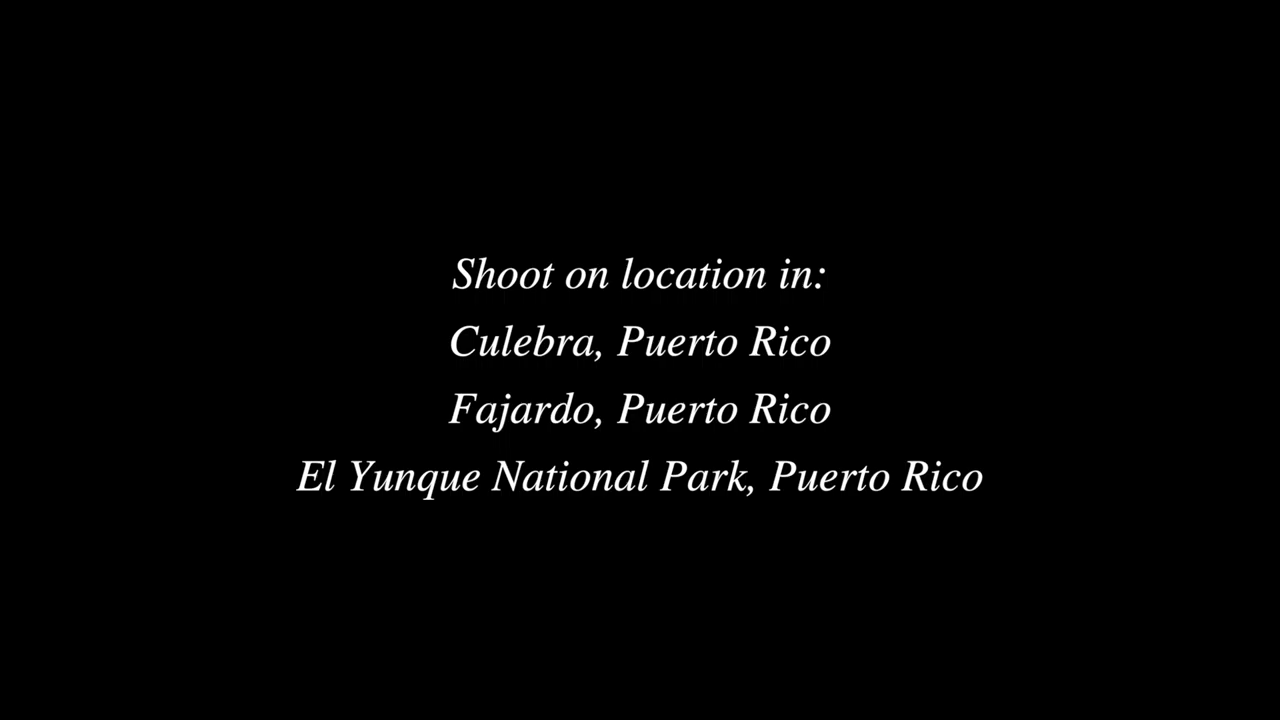 Shoot on location in:
Culebra, Puerto Rico
Fajardo, Puerto Rico
El Yunque National Park, Puerto Rico